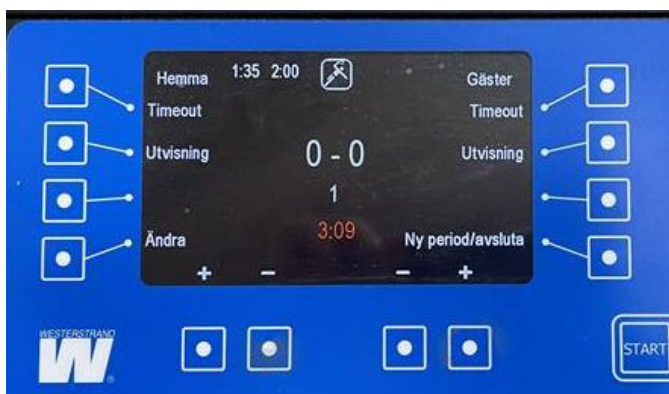 Hemma 1:35 2:00 Gäster
Timeout Timeout
Utvisning 0 - 0 Utvisning
1
Ändra 3:09 Ny period/avsluta
+ − − +
WESTERSTRAND
W
START